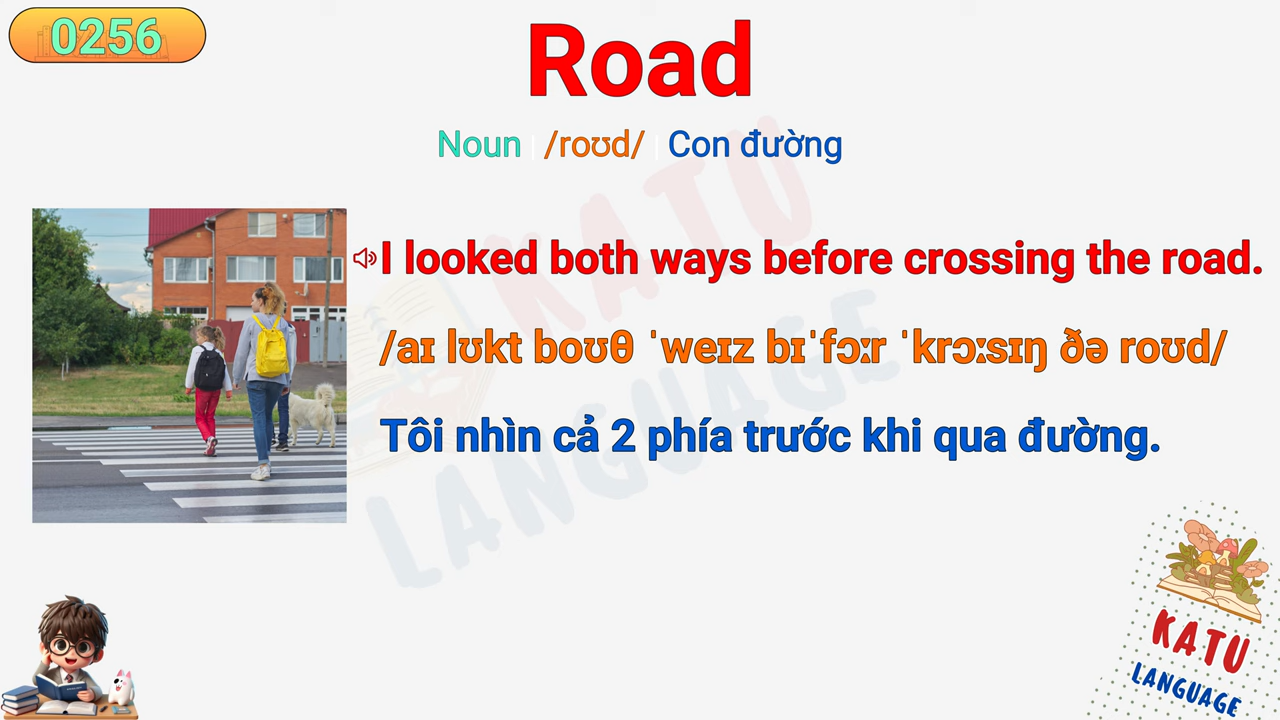 0256
Road
Noun | /roʊd/ | Con đường
I looked both ways before crossing the road.
/aɪ lʊkt boʊθ ˈweɪz bɪˈfɔːr ˈkrɔːsɪŋ ðə roʊd/
Tôi nhìn cả 2 phía trước khi qua đường.
KATU
LANGUAGE
KATU
LANGUAGE